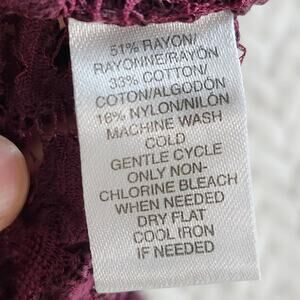 51% RAYON/
RAYONNE/RAYÓN
33% COTTON/
COTON/ALGODÓN
16% NYLON/NILÓN
MACHINE WASH
COLD
GENTLE CYCLE
ONLY NON-
CHLORINE BLEACH
WHEN NEEDED
DRY FLAT
COOL IRON
IF NEEDED